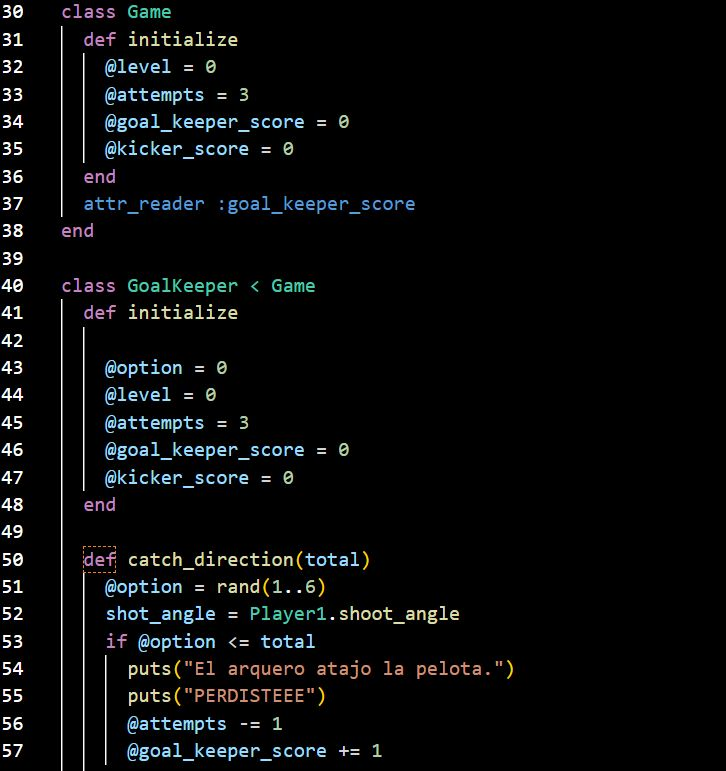 30 class Game
31 def initialize
32 @level = 0
33 @attempts = 3
34 @goal_keeper_score = 0
35 @kicker_score = 0
36 end
37 attr_reader :goal_keeper_score
38 end
39
40 class GoalKeeper < Game
41 def initialize
42
43 @option = 0
44 @level = 0
45 @attempts = 3
46 @goal_keeper_score = 0
47 @kicker_score = 0
48 end
49
50 def catch_direction(total)
51 @option = rand(1..6)
52 shot_angle = Player1.shoot_angle
53 if @option <= total
54 puts("El arquero atajo la pelota.")
55 puts("PERDISTEEE")
56 @attempts -= 1
57 @goal_keeper_score += 1